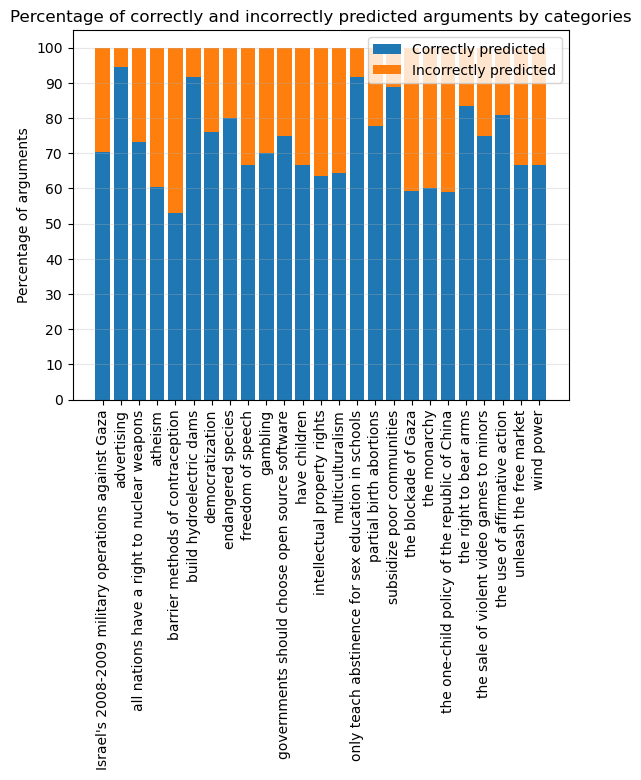 Percentage of correctly and incorrectly predicted arguments by categories
Correctly predicted
Incorrectly predicted
Percentage of arguments
100
90
80
70
60
50
40
30
20
10
0
Israel's 2008-2009 military operations against Gaza
advertising
all nations have a right to nuclear weapons
atheism
barrier methods of contraception
build hydroelectric dams
democratization
endangered species
freedom of speech
gambling
governments should choose open source software
have children
intellectual property rights
multiculturalism
only teach abstinence for sex education in schools
partial birth abortions
subsidize poor communities
the blockade of Gaza
the monarchy
the one-child policy of the republic of China
the right to bear arms
the sale of violent video games to minors
the use of affirmative action
unleash the free market
wind power